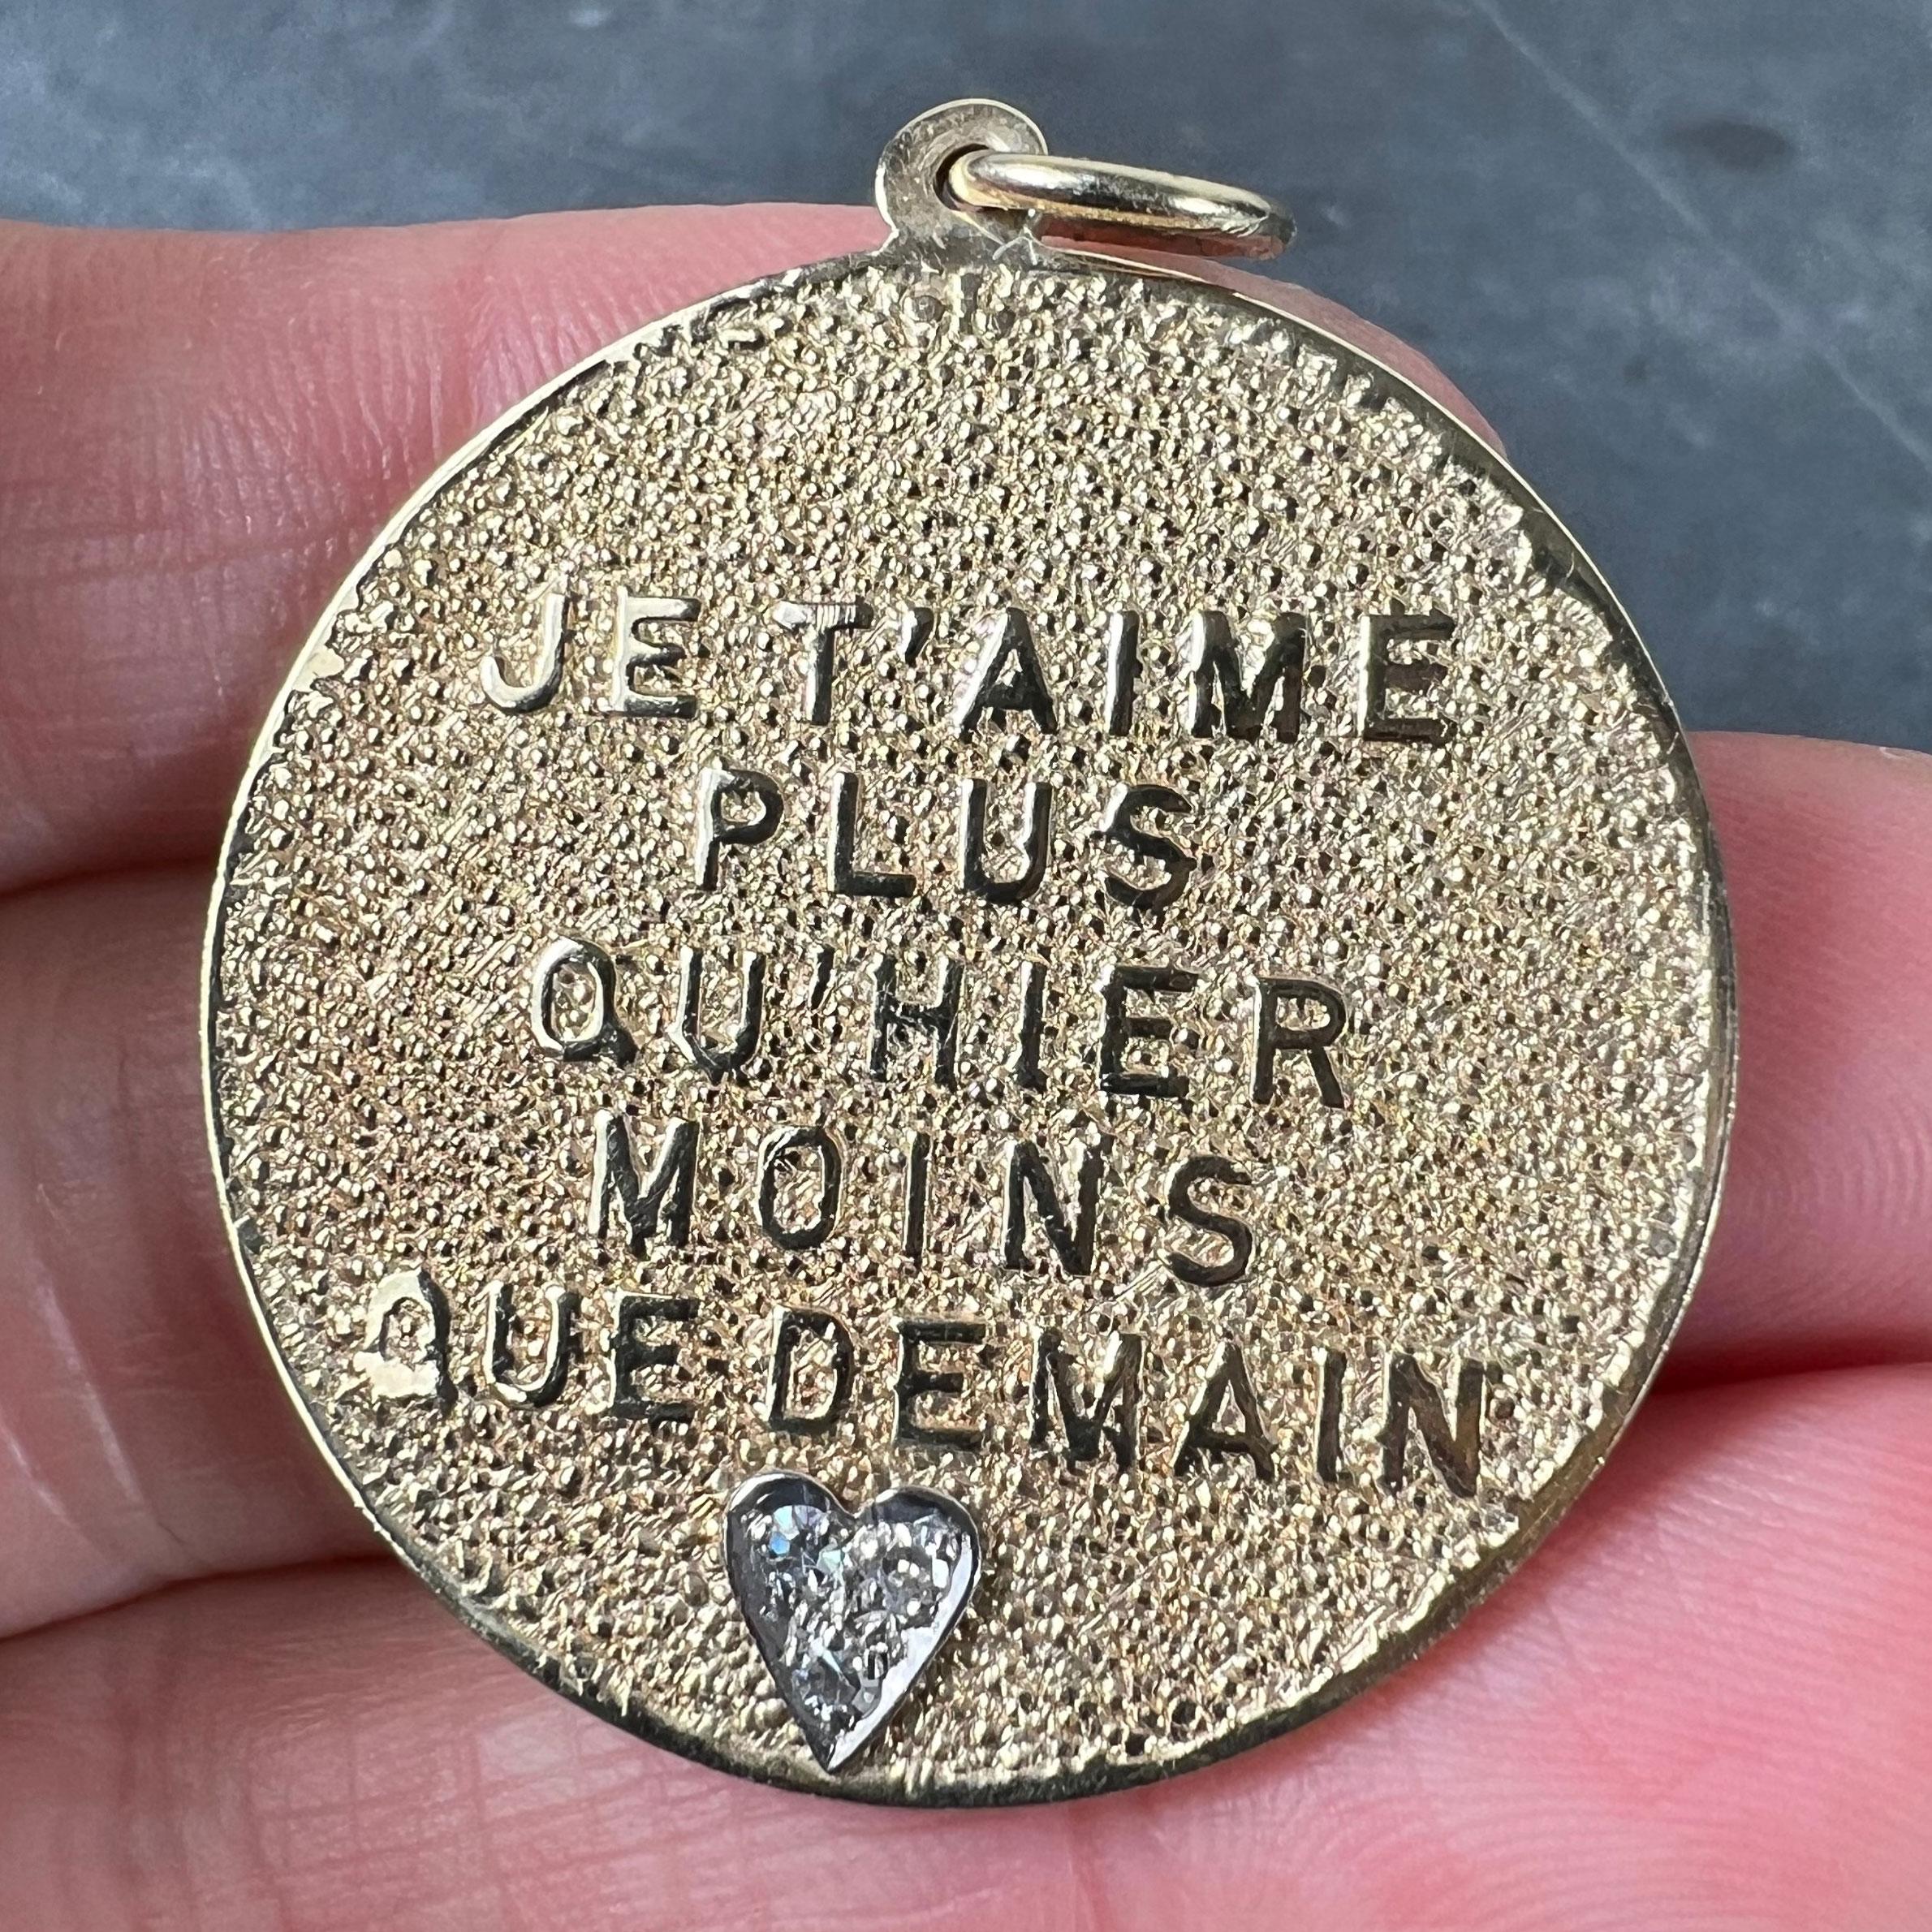 JE T'AIME
PLUS
QU'HIER
MOINS
QUE DEMAIN